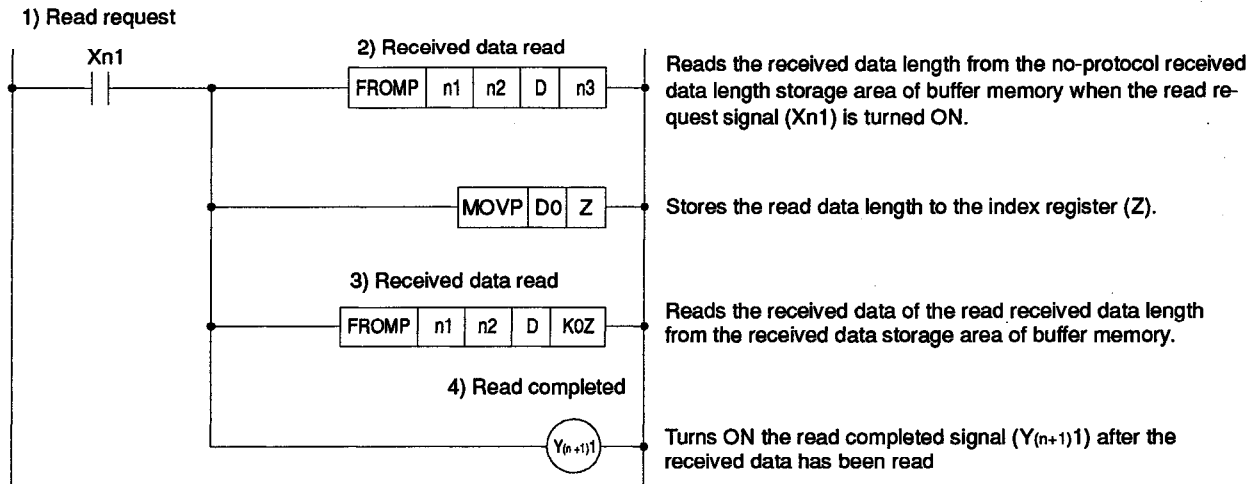 1) Read request
Xn1
2) Received data read
FROMP n1 n2 D n3
Reads the received data length from the no-protocol received
data length storage area of buffer memory when the read re-
quest signal (Xn1) is turned ON.
MOVP D0 Z
Stores the read data length to the index register (Z).
3) Received data read
FROMP n1 n2 D K0Z
Reads the received data of the read received data length
from the received data storage area of buffer memory.
4) Read completed
Y(n+1)1
Turns ON the read completed signal (Y(n+1)1) after the
received data has been read